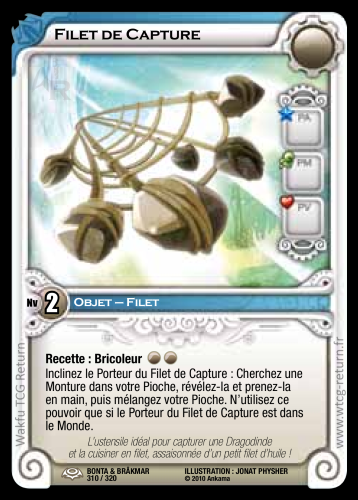 Filet de Capture
PA
PM
PV
Nv 2 Objet – Filet
Recette : Bricoleur
Inclinez le Porteur du Filet de Capture : Cherchez une
Monture dans votre Pioche, révélez-la et prenez-la
en main, puis mélangez votre Pioche. N'utilisez ce
pouvoir que si le Porteur du Filet de Capture est dans
le Monde.
L'ustensile idéal pour capturer une Dragodinde
et la cuisiner en filet, assaisonnée d'un petit filet d'huile !
BONTA & BRÂKMAR
310 / 320
ILLUSTRATION : JONAT PHYSHER
© 2010 Ankama
Wakfu TCG Return
www.wtcg-return.fr